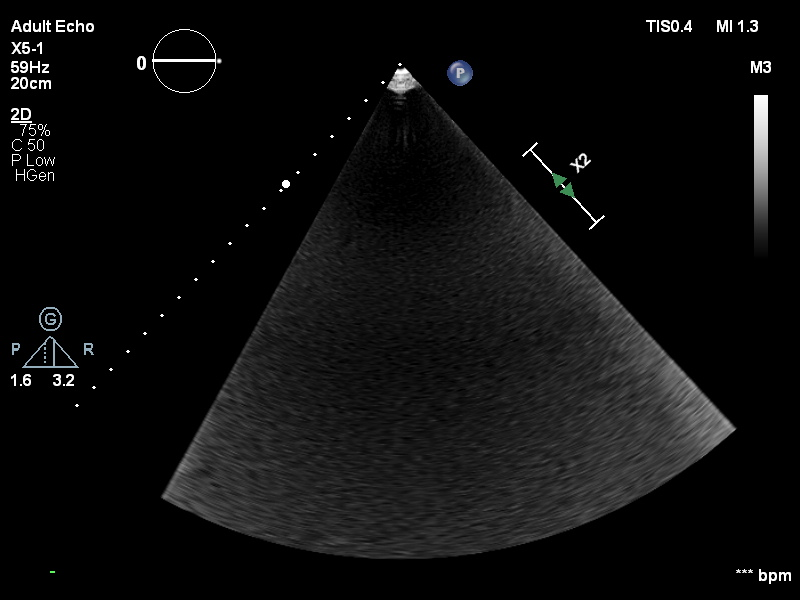 Adult Echo
X5-1
59Hz
20cm
2D
75%
C 50
P Low
HGen
0
P
TIS0.4 MI 1.3
M3
X2
G
P R
1.6 3.2
*** bpm